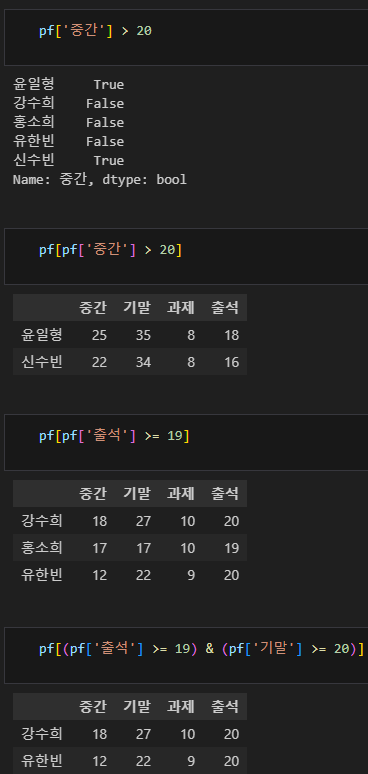 pf['중간'] > 20
윤일형 True
강수희 False
홍소희 False
유한빈 False
신수빈 True
Name: 중간, dtype: bool
pf[pf['중간'] > 20]
중간 기말 과제 출석
윤일형 25 35 8 18
신수빈 22 34 8 16
pf[pf['출석'] >= 19]
중간 기말 과제 출석
강수희 18 27 10 20
홍소희 17 17 10 19
유한빈 12 22 9 20
pf[(pf['출석'] >= 19) & (pf['기말'] >= 20)]
중간 기말 과제 출석
강수희 18 27 10 20
유한빈 12 22 9 20